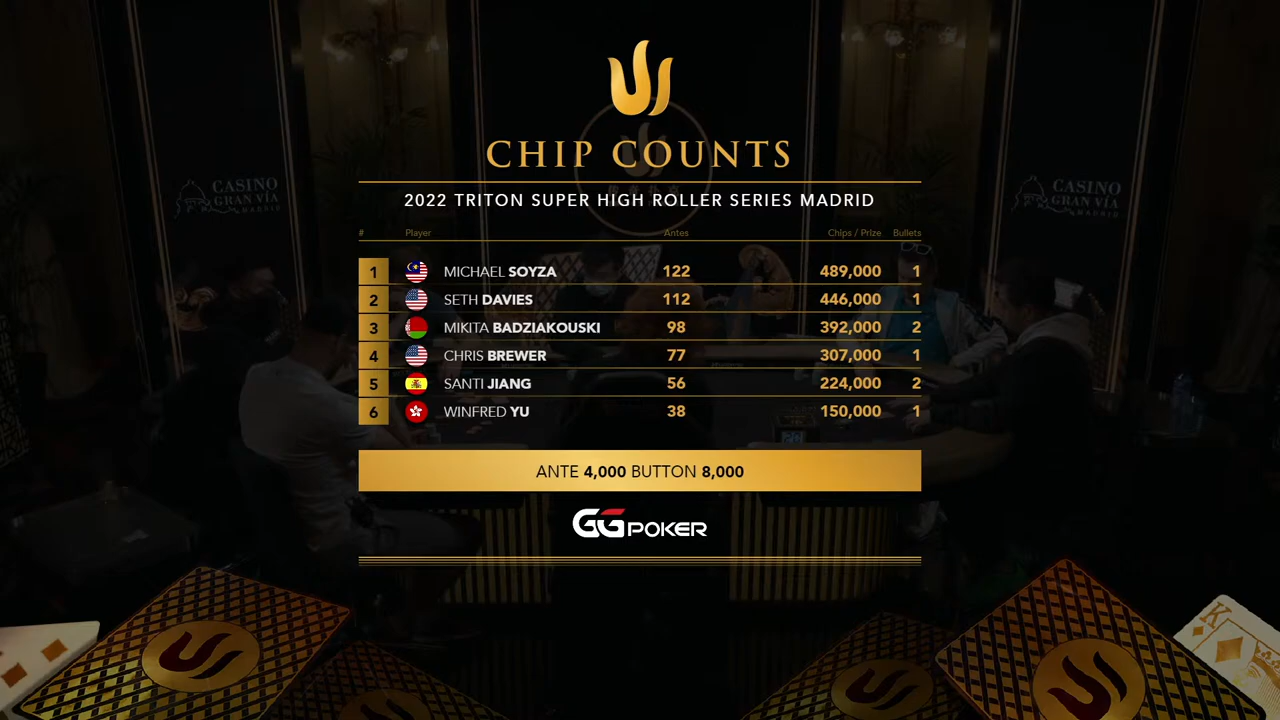 CHIP COUNTS
CASINO
GRAN VÍA
MADRID
CASINO
GRAN VÍA
MADRID
2022 TRITON SUPER HIGH ROLLER SERIES MADRID
# Player Antes Chips / Prize Bullets
1 MICHAEL SOYZA 122 489,000 1
2 SETH DAVIES 112 446,000 1
3 MIKITA BADZIAKOUSKI 98 392,000 2
4 CHRIS BREWER 77 307,000 1
5 SANTI JIANG 56 224,000 2
6 WINFRED YU 38 150,000 1
ANTE 4,000 BUTTON 8,000
GGPOKER
K